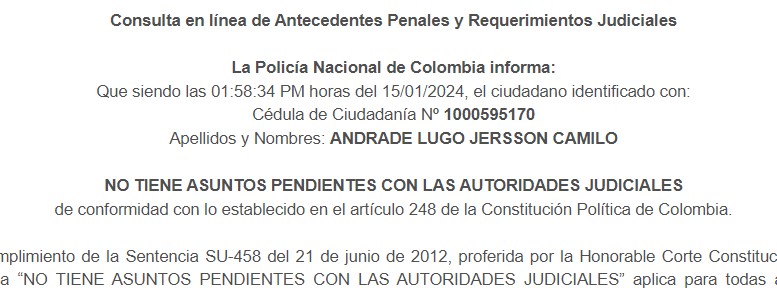 Consulta en línea de Antecedentes Penales y Requerimientos Judiciales
La Policía Nacional de Colombia informa:
Que siendo las 01:58:34 PM horas del 15/01/2024, el ciudadano identificado con:
Cédula de Ciudadanía Nº 1000595170
Apellidos y Nombres: ANDRADE LUGO JERSSON CAMILO
NO TIENE ASUNTOS PENDIENTES CON LAS AUTORIDADES JUDICIALES
de conformidad con lo establecido en el artículo 248 de la Constitución Política de Colombia.
mplimiento de la Sentencia SU-458 del 21 de junio de 2012, proferida por la Honorable Corte Constituc
a “NO TIENE ASUNTOS PENDIENTES CON LAS AUTORIDADES JUDICIALES” aplica para todas a